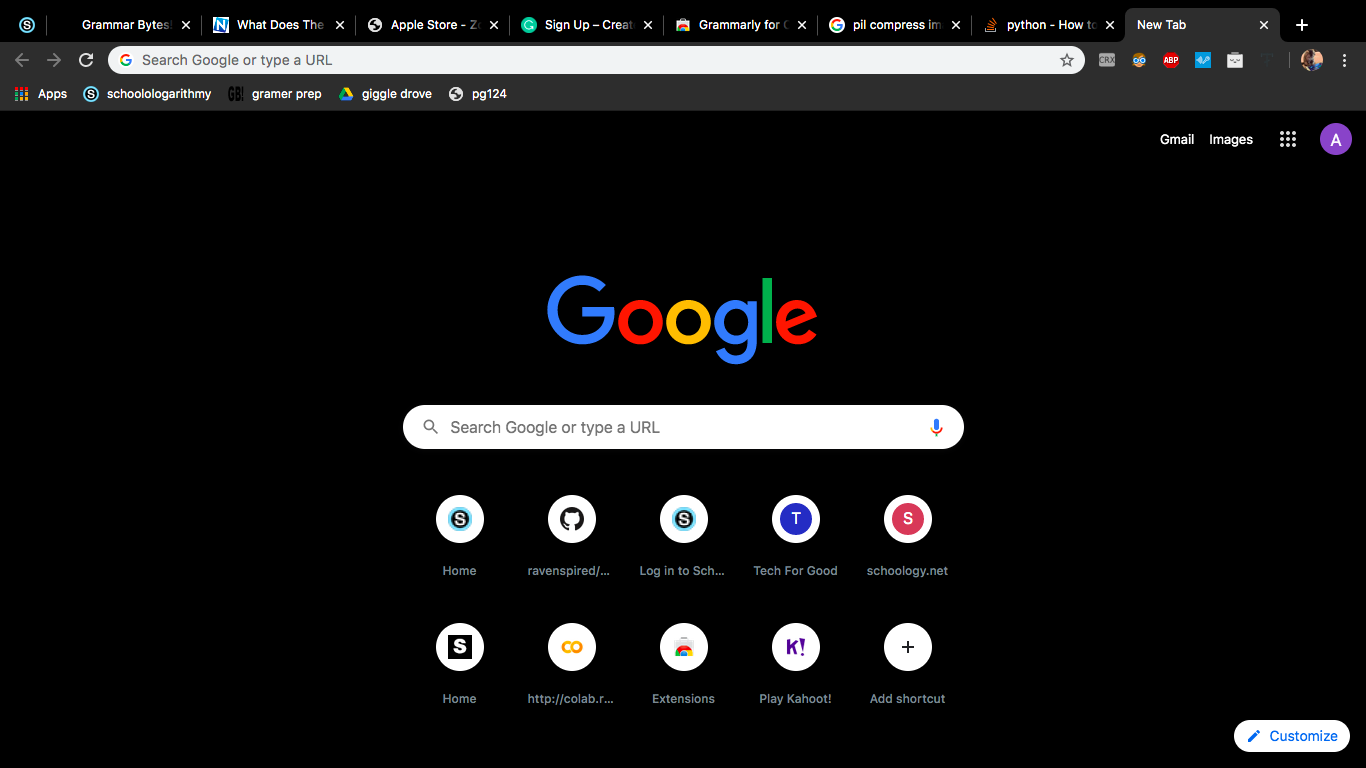 Grammar Bytes!
What Does The
Apple Store - Zo
Sign Up – Create
Grammarly for C
pil compress im
python - How to
New Tab
Search Google or type a URL
CRX
ABP
Apps
schoolologarithmy
GB!
gramer prep
giggle drove
pg124
Gmail
Images
A
Google
Search Google or type a URL
S
S
T
S
Home
ravenspired/...
Log in to Sch...
Tech For Good
schoology.net
S
CO
K!
Home
http://colab.r...
Extensions
Play Kahoot!
Add shortcut
Customize